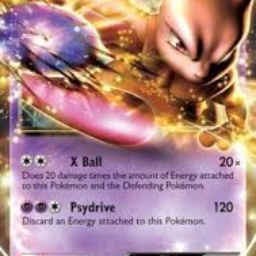 X Ball 20×
Does 20 damage times the amount of Energy attached
to this Pokémon and the Defending Pokémon.
Psydrive 120
Discard an Energy attached to this Pokémon.